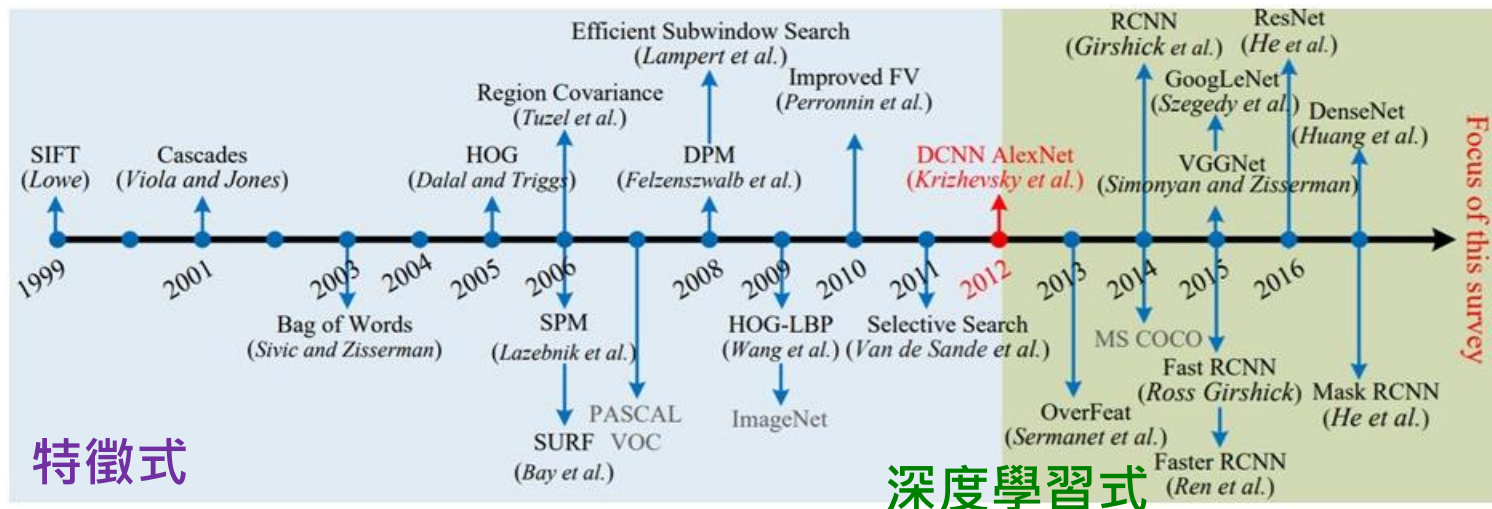 Efficient Subwindow Search
(Lampert et al.)
Region Covariance
(Tuzel et al.)
Improved FV
(Perronnin et al.)
SIFT
(Lowe)
Cascades
(Viola and Jones)
HOG
(Dalal and Triggs)
DPM
(Felzenszwalb et al.)
DCNN AlexNet
(Krizhevsky et al.)
RCNN
(Girshick et al.)
ResNet
(He et al.)
GoogLeNet
(Szegedy et al.)
DenseNet
(Huang et al.)
VGGNet
(Simonyan and Zisserman)
Focus of this survey
1999
2001
2003
2004
2005
2006
2008
2009
2010
2011
2012
2013
2014
2015
2016
Bag of Words
(Sivic and Zisserman)
SPM
(Lazebnik et al.)
SURF
(Bay et al.)
PASCAL
VOC
HOG-LBP
(Wang et al.)
ImageNet
Selective Search
(Van de Sande et al.)
MS COCO
OverFeat
(Sermanet et al.)
Fast RCNN
(Ross Girshick)
Faster RCNN
(Ren et al.)
Mask RCNN
(He et al.)
特徵式
深度學習式